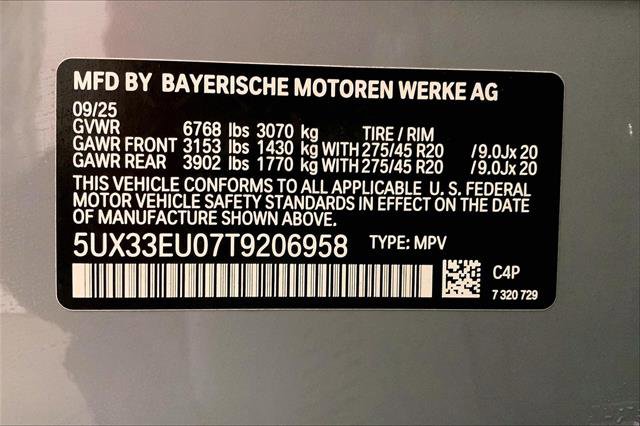 MFD BY BAYERISCHE MOTOREN WERKE AG
09/25
GVWR 6768 lbs 3070 kg TIRE / RIM
GAWR FRONT 3153 lbs 1430 kg WITH 275/45 R20 /9.0Jx 20
GAWR REAR 3902 lbs 1770 kg WITH 275/45 R20 /9.0Jx 20
THIS VEHICLE CONFORMS TO ALL APPLICABLE U. S. FEDERAL
MOTOR VEHICLE SAFETY STANDARDS IN EFFECT ON THE DATE
OF MANUFACTURE SHOWN ABOVE.
5UX33EU07T9206958 TYPE: MPV
C4P
7 320 729